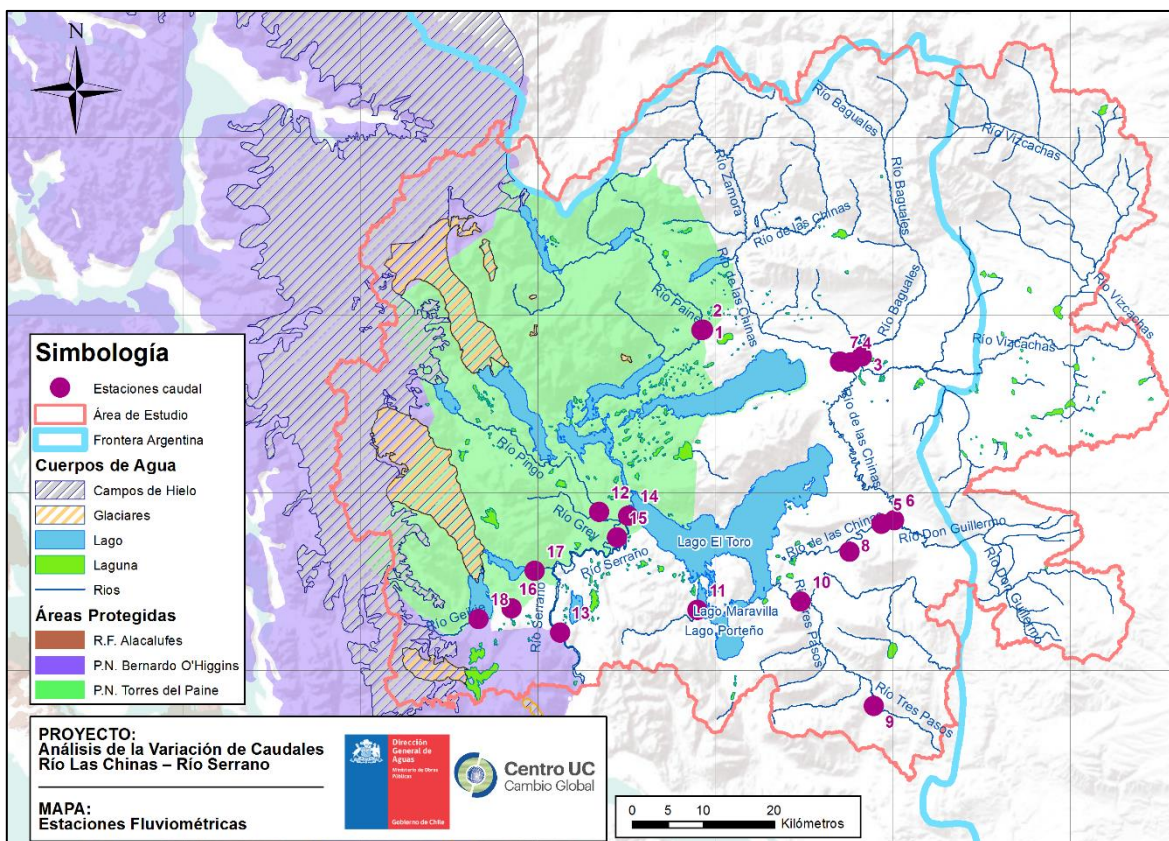 N
Río Baguales
Río Vizcachas
Río Zamora
Río Baguales
Río de las Chinas
Río de las Chinas
Río Baguales
Río Vizcachas
Río Paine
2
1
Río Vizcachas
7 4
3
Río de las Chinas
Río Pingo
12
14
15
Río Grey
Río Serrano
Lago El Toro
Río de las Chinas
5
6
Río Don Guillermo
8
Río Don Guillermo
17
16
18
Río Geikie
Río Serrano
13
11
Lago Maravilla
Lago Porteño
10
Río Tres Pasos
Río Tres Pasos
9
Simbología
Estaciones caudal
Área de Estudio
Frontera Argentina
Cuerpos de Agua
Campos de Hielo
Glaciares
Lago
Laguna
Rios
Áreas Protegidas
R.F. Alacalufes
P.N. Bernardo O'Higgins
P.N. Torres del Paine
PROYECTO:
Análisis de la Variación de Caudales
Río Las Chinas – Río Serrano
MAPA:
Estaciones Fluviométricas
Dirección
General de
Aguas
Ministerio de Obras
Públicas
Gobierno de Chile
Centro UC
Cambio Global
0 5 10 20
Kilómetros